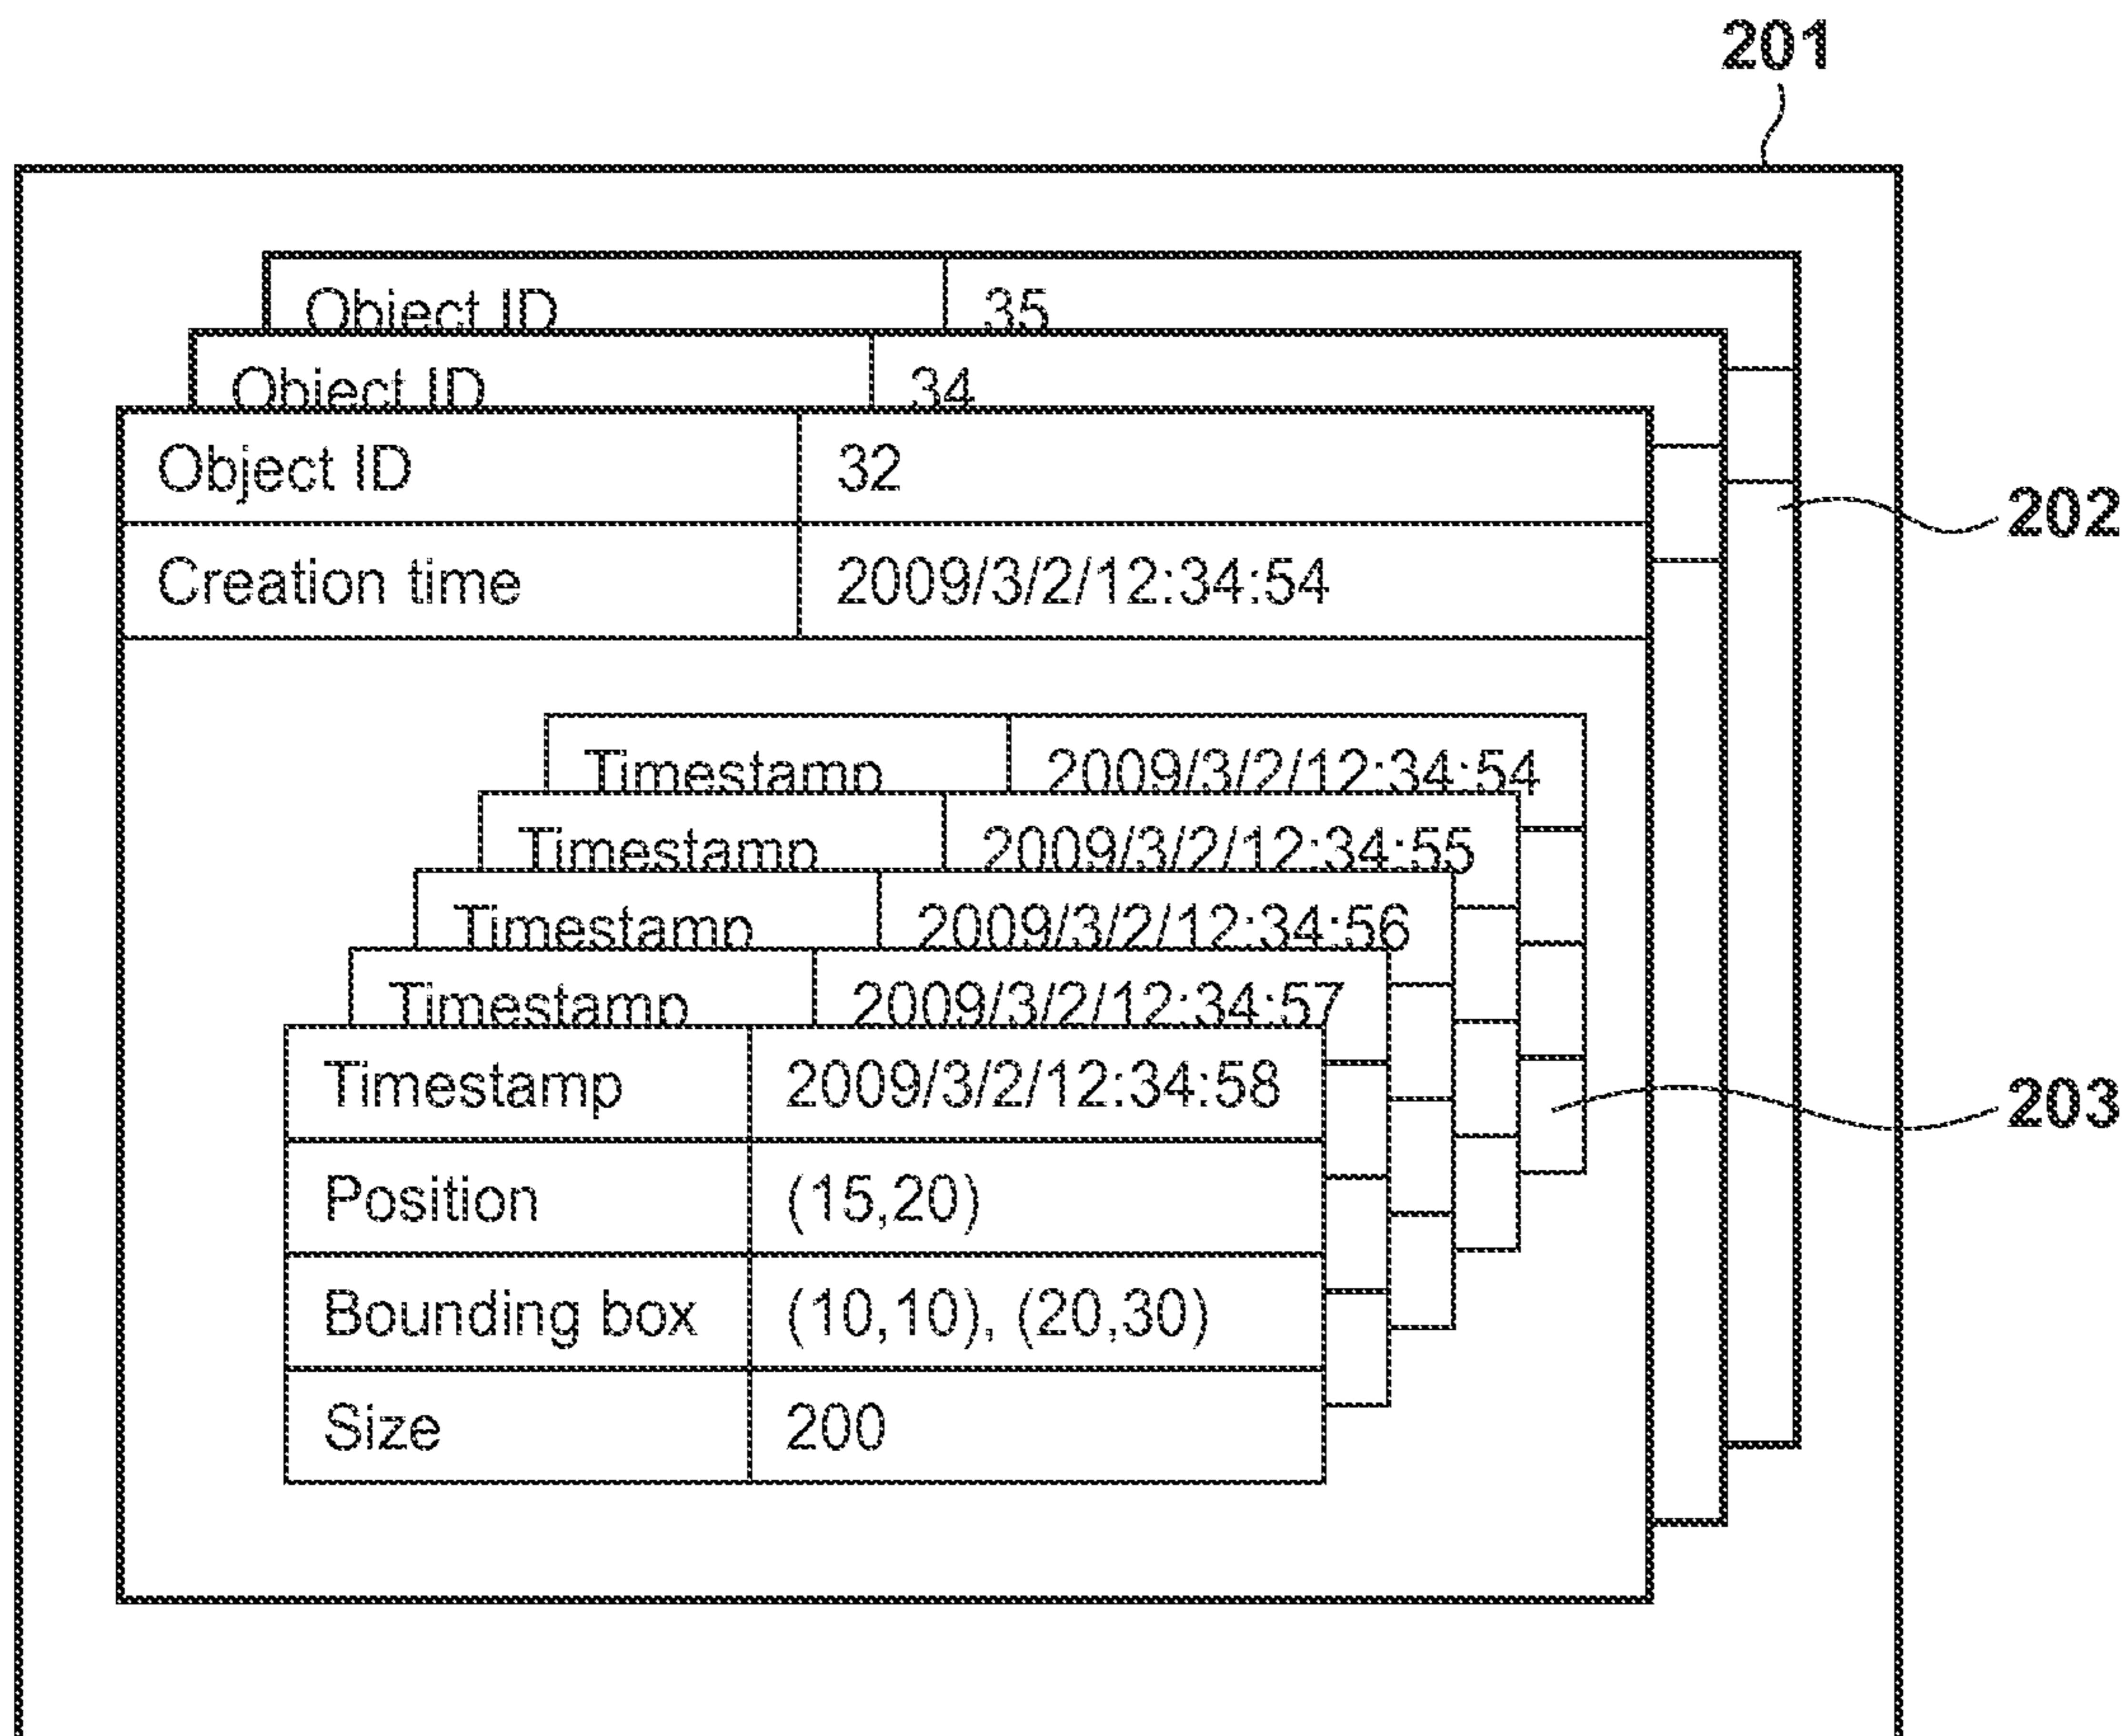 201
Object ID 35
Object ID 34
Object ID 32
202
Creation time 2009/3/2/12:34:54
Timestamp 2009/3/2/12:34:54
Timestamp 2009/3/2/12:34:55
Timestamp 2009/3/2/12:34:56
Timestamp 2009/3/2/12:34:57
Timestamp 2009/3/2/12:34:58
203
Position (15,20)
Bounding box (10,10), (20,30)
Size 200